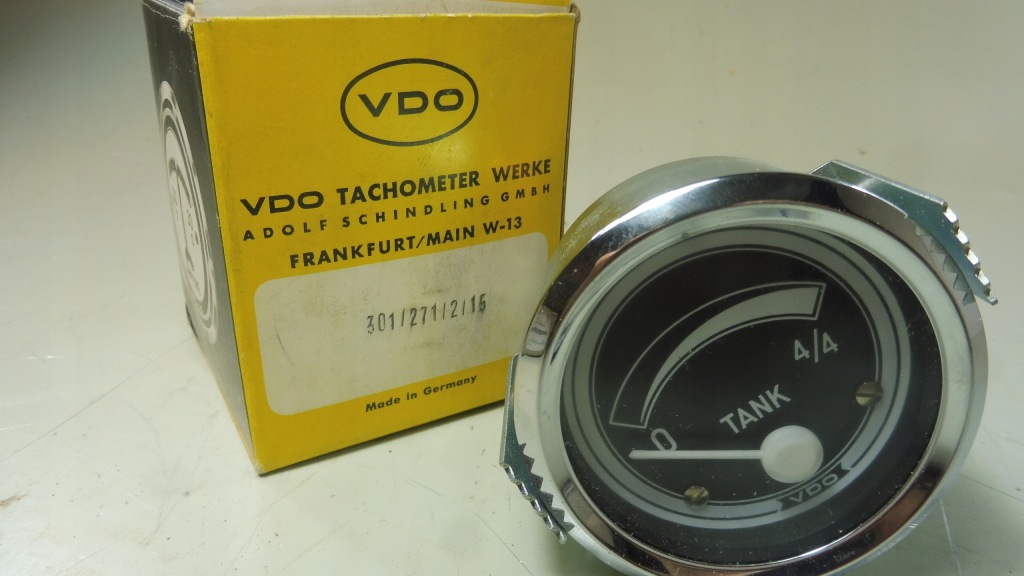 VDO
VDO TACHOMETER WERKE
ADOLF SCHINDLING GMBH
FRANKFURT/MAIN W-13
301/271/2/15
Made in Germany
4/4
TANK
0
VDO